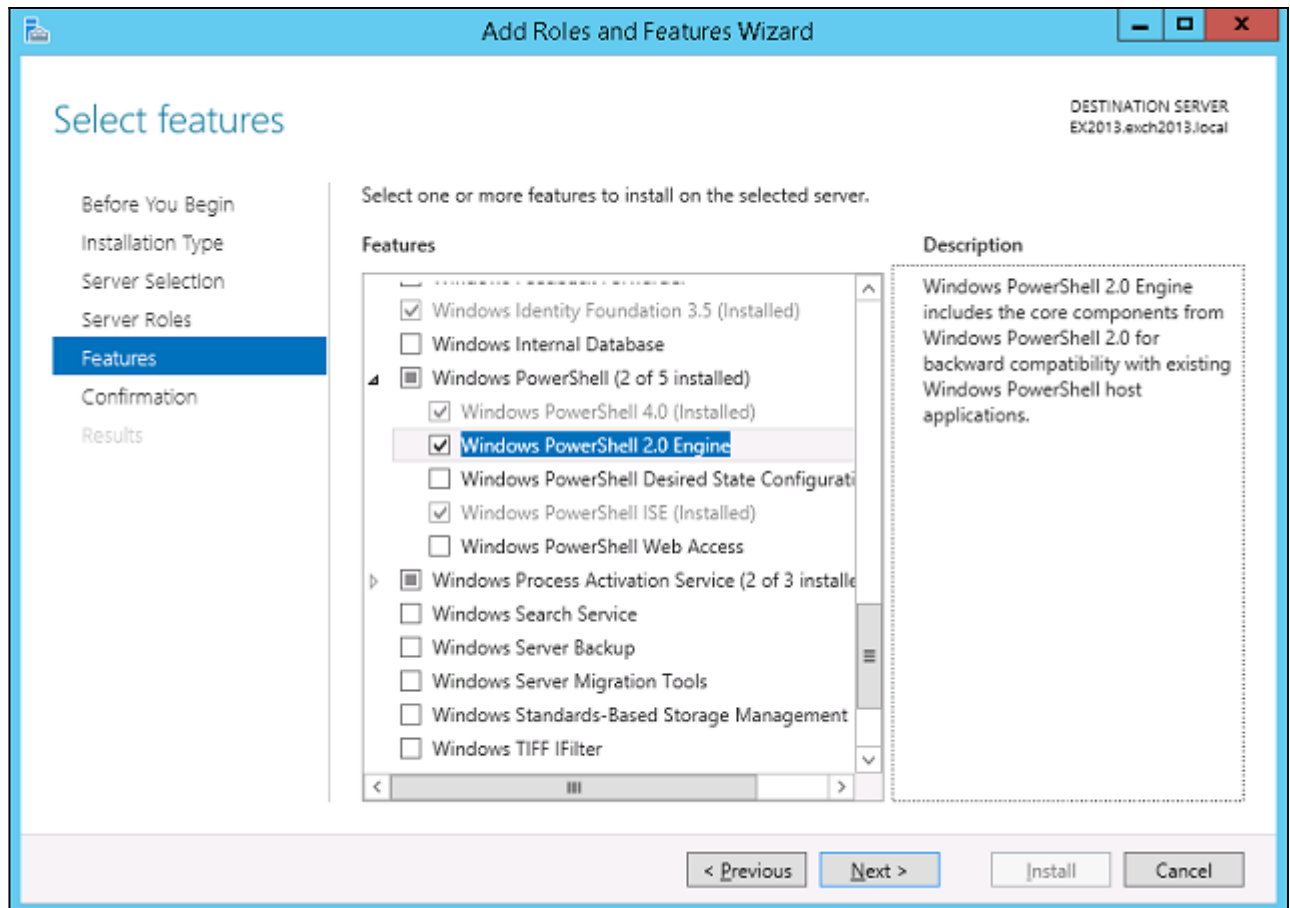 Add Roles and Features Wizard
Select features
DESTINATION SERVER
EX2013.exch2013.local
Before You Begin
Installation Type
Server Selection
Server Roles
Features
Confirmation
Results
Select one or more features to install on the selected server.
Features
Windows Identity Foundation 3.5 (Installed)
Windows Internal Database
Windows PowerShell (2 of 5 installed)
Windows PowerShell 4.0 (Installed)
Windows PowerShell 2.0 Engine
Windows PowerShell Desired State Configurati
Windows PowerShell ISE (Installed)
Windows PowerShell Web Access
Windows Process Activation Service (2 of 3 installe
Windows Search Service
Windows Server Backup
Windows Server Migration Tools
Windows Standards-Based Storage Management
Windows TIFF IFilter
Description
Windows PowerShell 2.0 Engine
includes the core components from
Windows PowerShell 2.0 for
backward compatibility with existing
Windows PowerShell host
applications.
< Previous
Next >
Install
Cancel